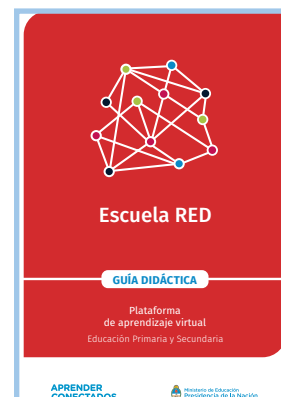 Escuela RED
GUÍA DIDÁCTICA
Plataforma
de aprendizaje virtual
Educación Primaria y Secundaria
APRENDER
CONECTADOS
Ministerio de Educación
Presidencia de la Nación